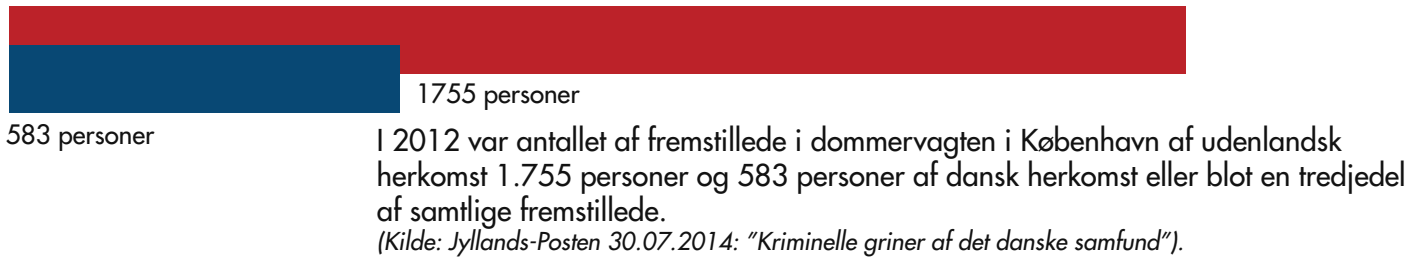 1755 personer
583 personer
I 2012 var antallet af fremstillede i dommervagten i København af udenlandsk
herkomst 1.755 personer og 583 personer af dansk herkomst eller blot en tredjedel
af samtlige fremstillede.
(Kilde: Jyllands-Posten 30.07.2014: ”Kriminelle griner af det danske samfund”).